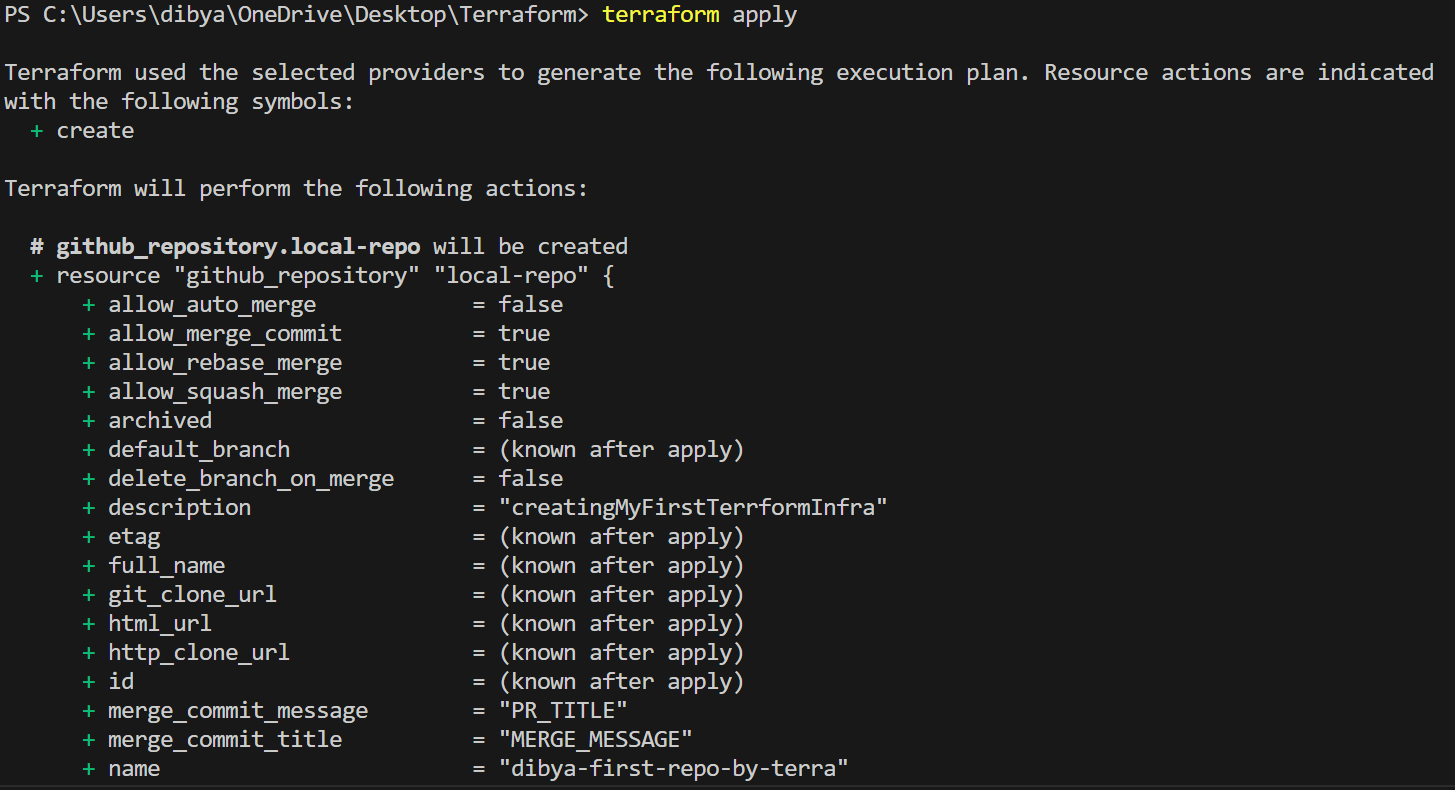 PS C:\Users\dibya\OneDrive\Desktop\Terraform> terraform apply
Terraform used the selected providers to generate the following execution plan. Resource actions are indicated
with the following symbols:
+ create
Terraform will perform the following actions:
# github_repository.local-repo will be created
+ resource "github_repository" "local-repo" {
+ allow_auto_merge = false
+ allow_merge_commit = true
+ allow_rebase_merge = true
+ allow_squash_merge = true
+ archived = false
+ default_branch = (known after apply)
+ delete_branch_on_merge = false
+ description = "creatingMyFirstTerrformInfra"
+ etag = (known after apply)
+ full_name = (known after apply)
+ git_clone_url = (known after apply)
+ html_url = (known after apply)
+ http_clone_url = (known after apply)
+ id = (known after apply)
+ merge_commit_message = "PR_TITLE"
+ merge_commit_title = "MERGE_MESSAGE"
+ name = "dibya-first-repo-by-terra"